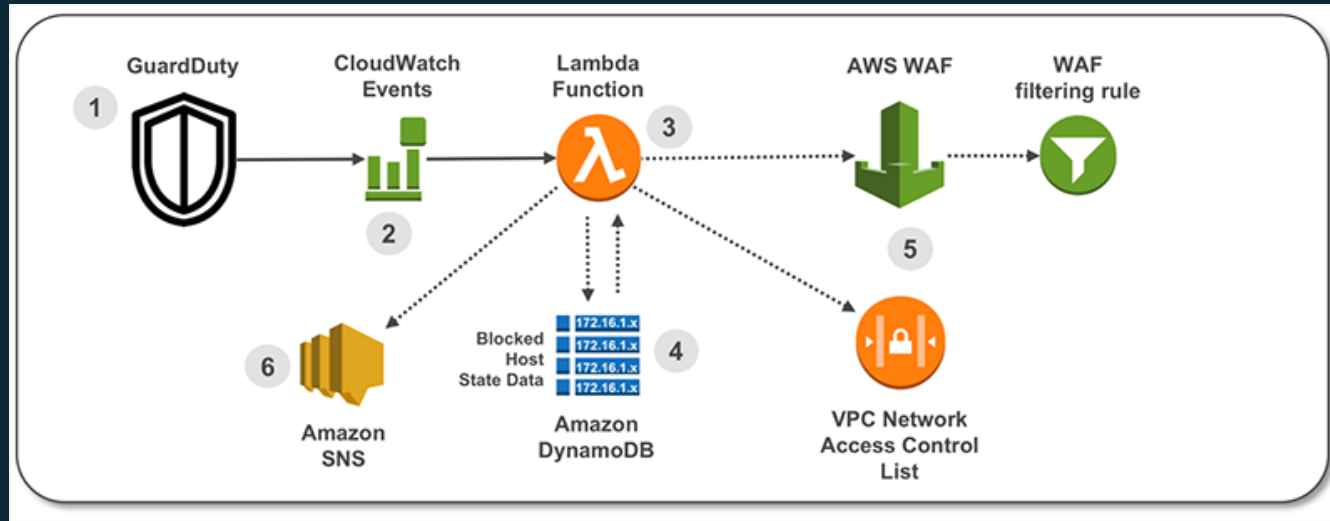 GuardDuty
1
CloudWatch
Events
2
Lambda
Function
3
AWS WAF
WAF
filtering rule
5
6
Amazon
SNS
Blocked
Host
State Data
172.16.1.x
172.16.1.x
172.16.1.x
172.16.1.x
4
Amazon
DynamoDB
VPC Network
Access Control
List